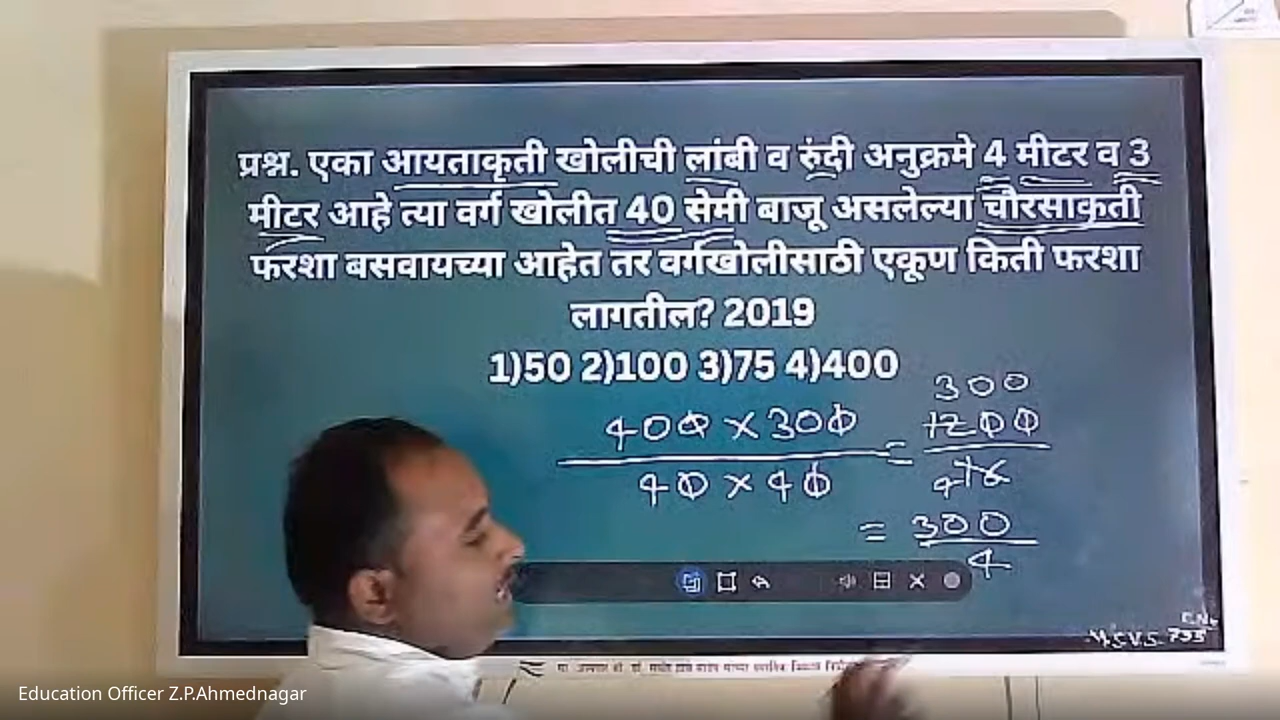 प्रश्न. एका आयताकृती खोलीची लांबी व रुंदी अनुक्रमे 4 मीटर व 3
मीटर आहे त्या वर्ग खोलीत 40 सेमी बाजू असलेल्या चौरसाकृती
फरशा बसवायच्या आहेत तर वर्गखोलीसाठी एकूण किती फरशा
लागतील? 2019
1)50 2)100 3)75 4)400
300
400 × 300 = 1200
40 × 40 4 16
= 300
4
Education Officer Z.P.Ahmednagar